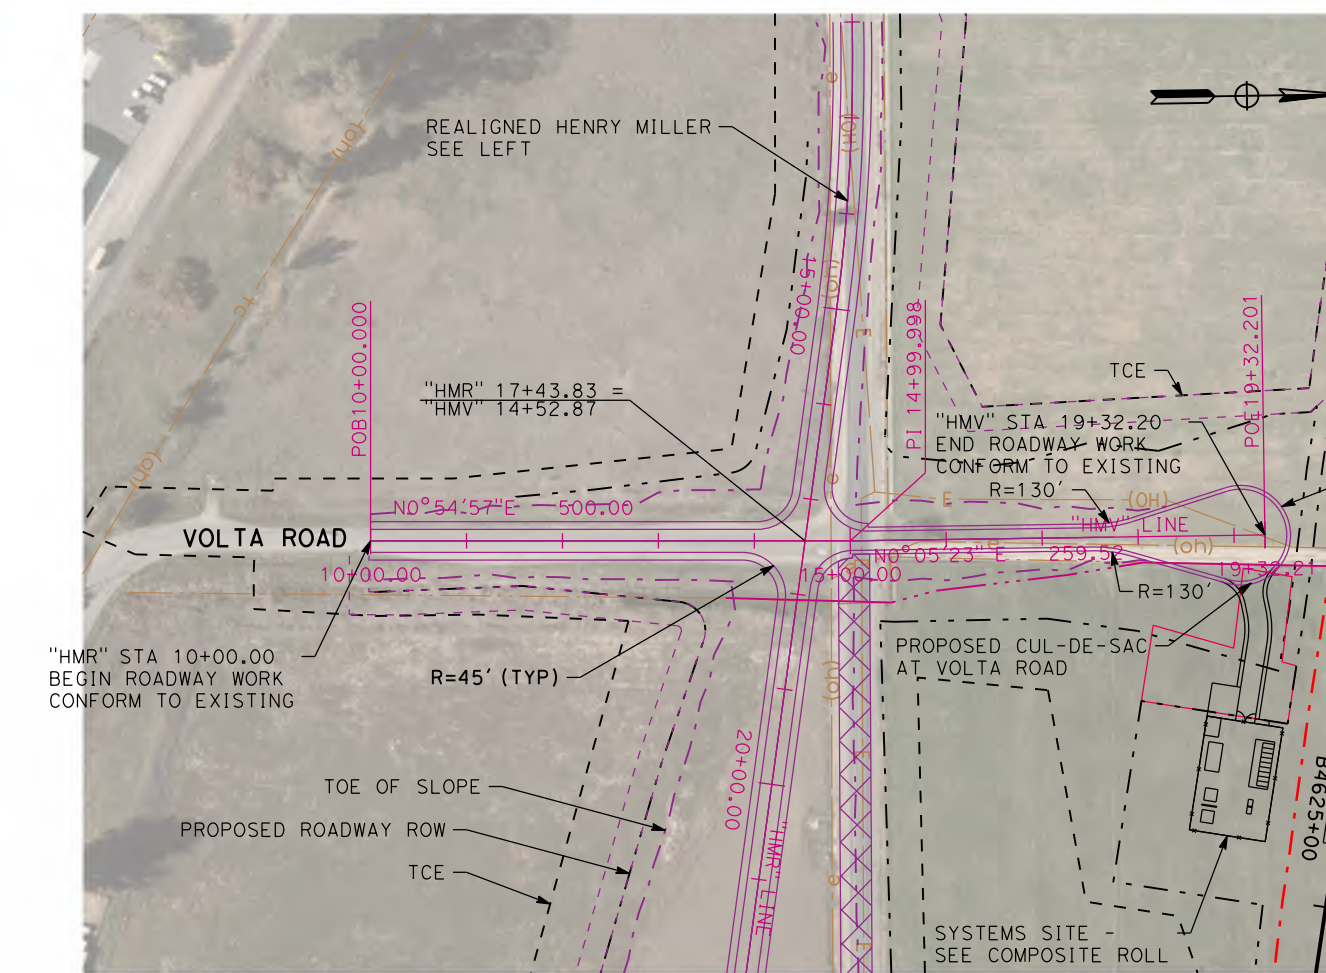 REALIGNED HENRY MILLER
SEE LEFT
(oh)
(OH)
e
tc
(oh)
(oh)
15+00.00
POB10+00.000
PI 14+99.998
POE19+32.201
E
TCE
"HMR" 17+43.83 =
"HMV" 14+52.87
"HMV" STA 19+32.20
END ROADWAY WORK
CONFORM TO EXISTING
R=130'
e
E
(OH)
N0°54'57"E 500.00
"HMV" LINE
VOLTA ROAD
N0°05'23" E 259.52
e
(oh)
10+00.00
15+00.00
19+32.21
R=130'
"HMR" STA 10+00.00
BEGIN ROADWAY WORK
CONFORM TO EXISTING
R=45' (TYP)
PROPOSED CUL-DE-SAC
AT VOLTA ROAD
(oh)
20+00.00
E
TOE OF SLOPE
PROPOSED ROADWAY ROW
TCE
"HMR" LINE
e
E
B4625+00
SYSTEMS SITE -
SEE COMPOSITE ROLL